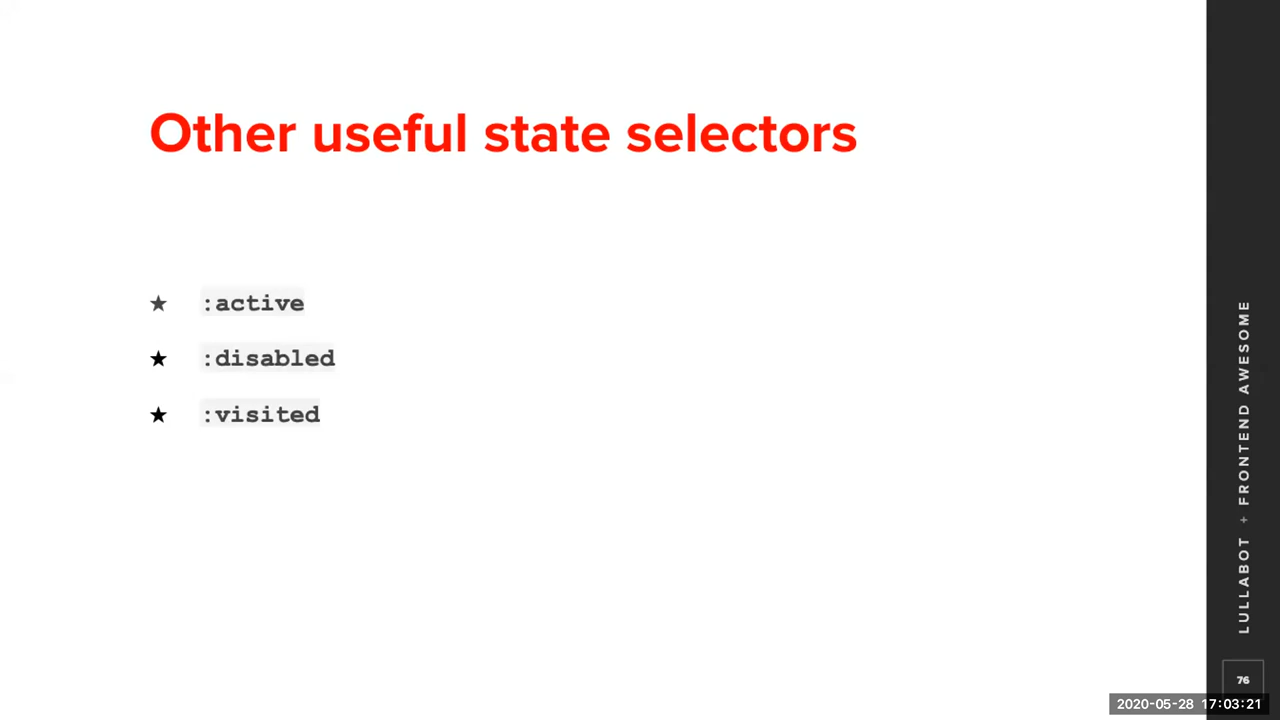 Other useful state selectors
★ :active
★ :disabled
★ :visited
LULLABOT + FRONTEND AWESOME
76
2020-05-28 17:03:21